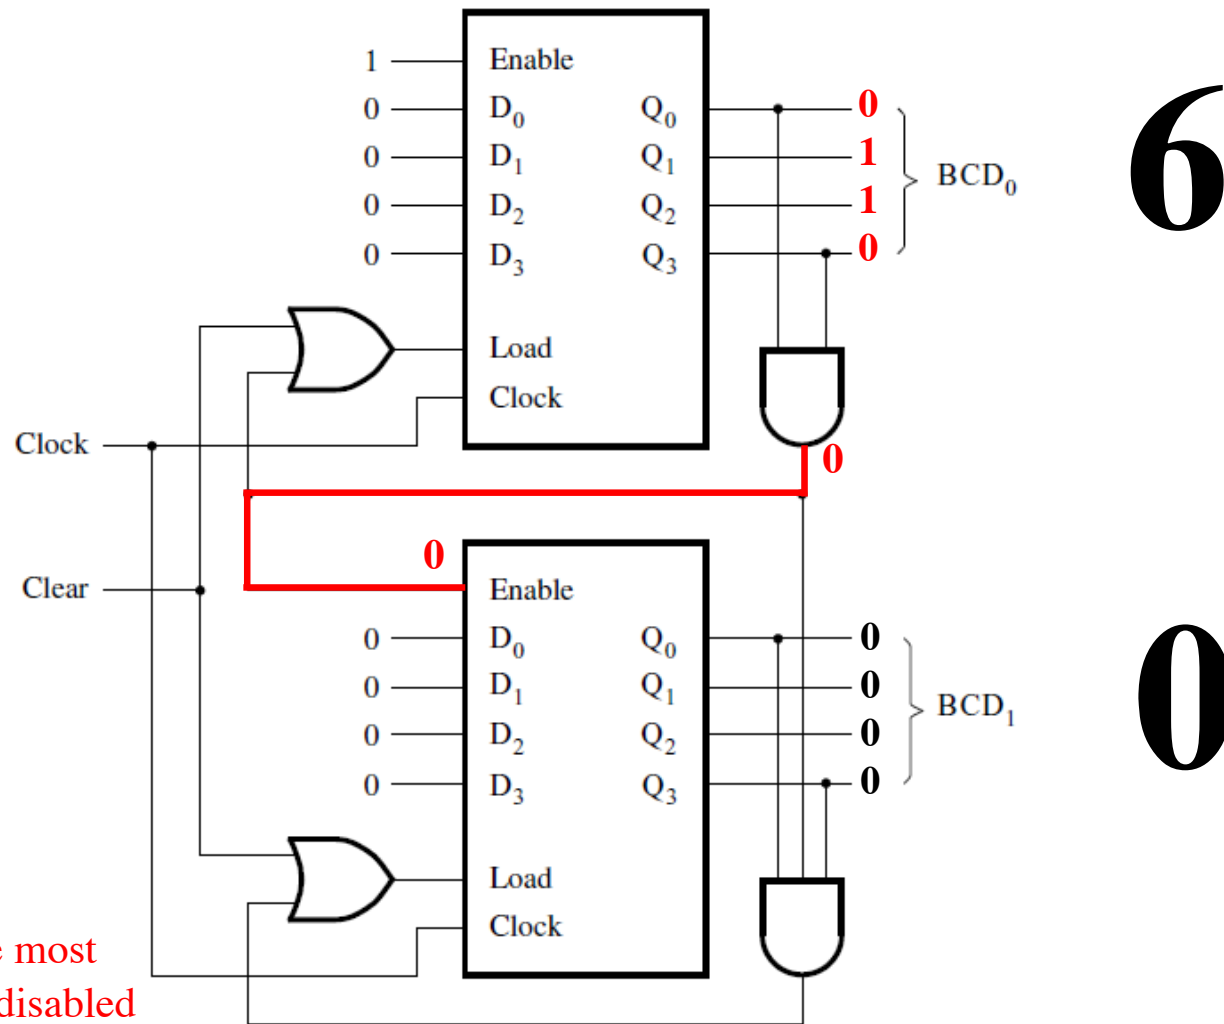 1 Enable
0 D0 Q0 0
0 D1 Q1 1
0 D2 Q2 1
0 D3 Q3 0
BCD0
6
Load
Clock
Clock
0
0
Clear
Enable
0 D0 Q0 0
0 D1 Q1 0
0 D2 Q2 0
0 D3 Q3 0
BCD1
0
Load
Clock
most
disabled